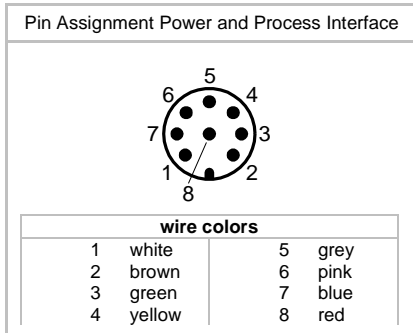 Pin Assignment Power and Process Interface
5
6 4
7 3
1 2
8
wire colors
1 white 5 grey
2 brown 6 pink
3 green 7 blue
4 yellow 8 red